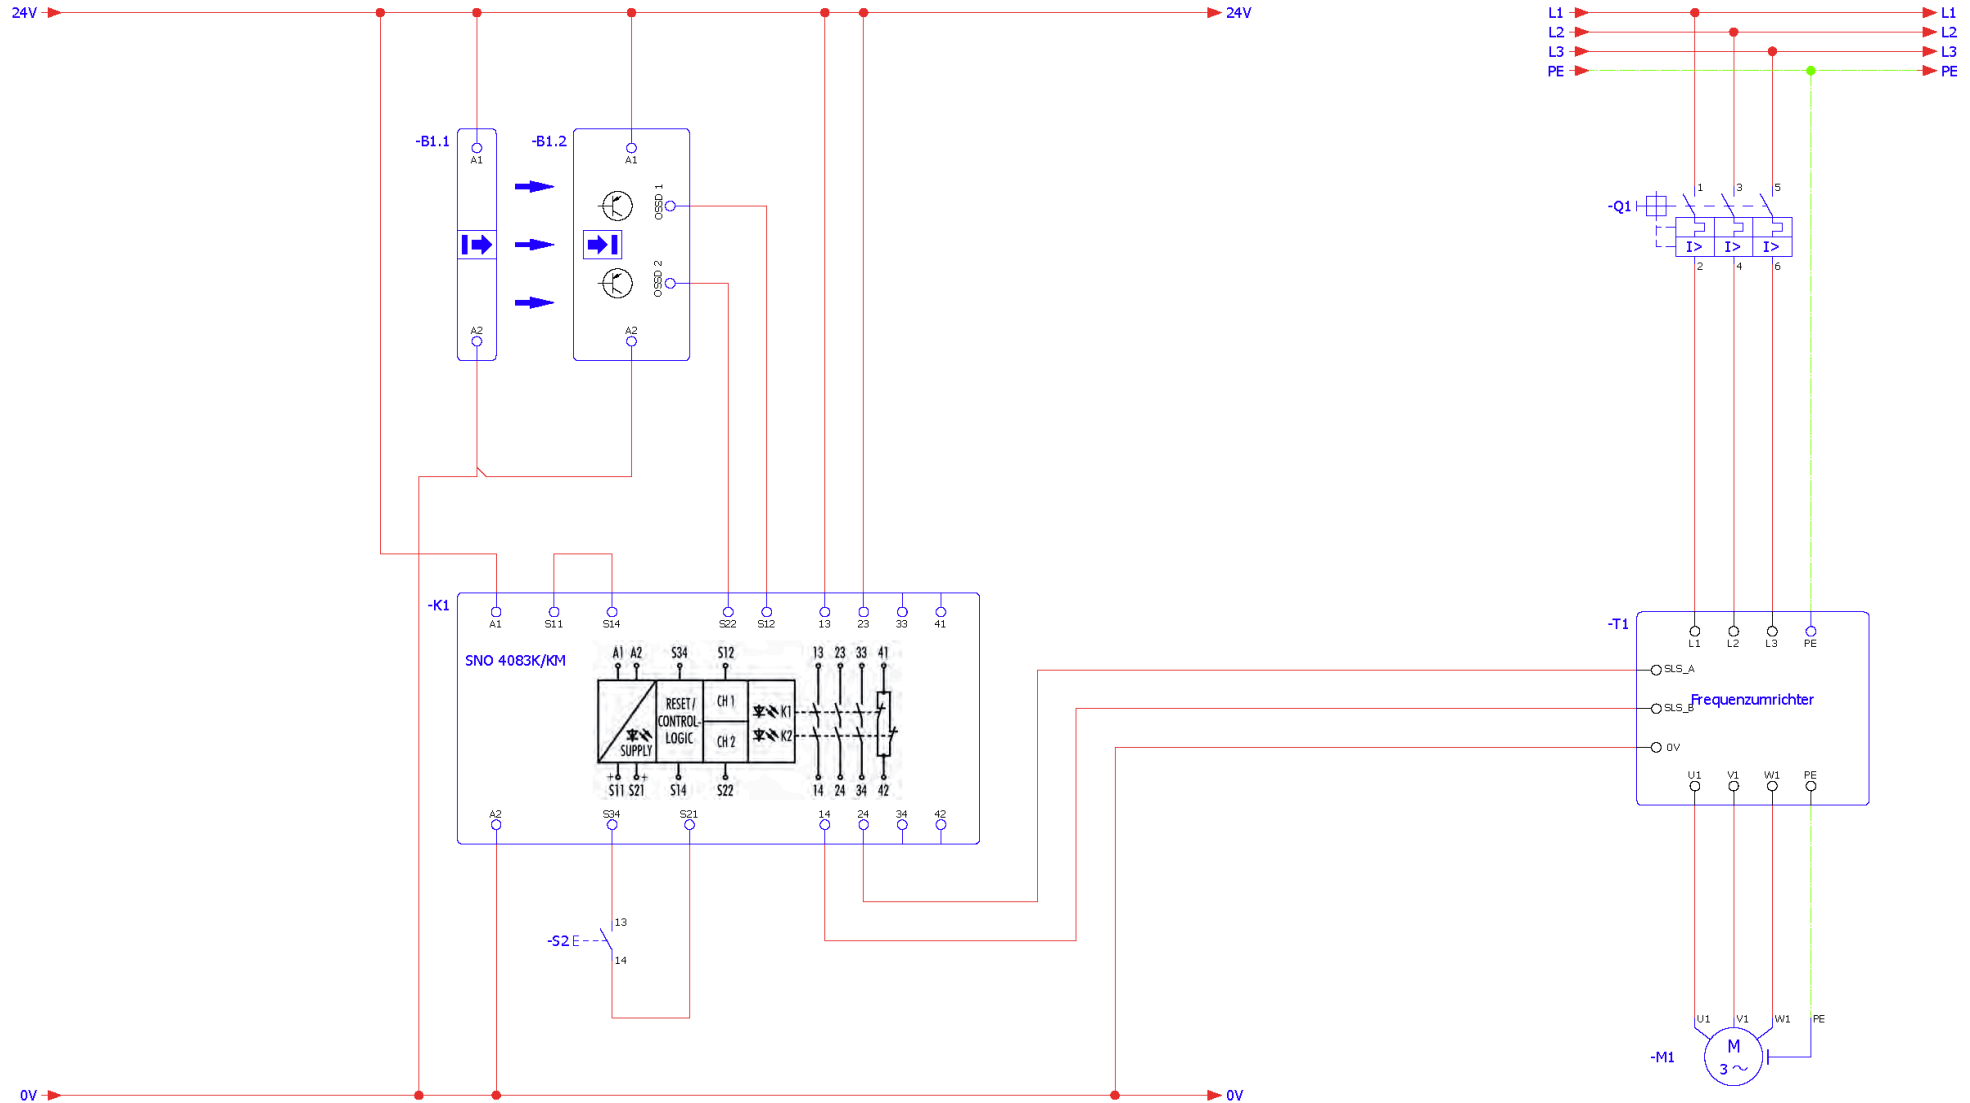 24V 24V
L1 L1
L2 L2
L3 L3
PE PE
-B1.1 -B1.2
A1 A1
OSSD 1
OSSD 2
A2 A2
-Q1
1 3 5
I> I> I>
2 4 6
-K1
A1 S11 S14 S22 S12 13 23 33 41
SNO 4083K/KM
A1 A2 S34 S12 13 23 33 41
RESET/
CONTROL-
LOGIC
CH 1
K1
SUPPLY
CH 2
K2
+ +
S11 S21 S14 S22 14 24 34 42
A2 S34 S21 14 24 34 42
-T1
L1 L2 L3 PE
SLS_A
Frequenzumrichter
SLS_B
0V
U1 V1 W1 PE
13
-S2
14
U1 V1 W1 PE
-M1
M
3 ~
0V 0V